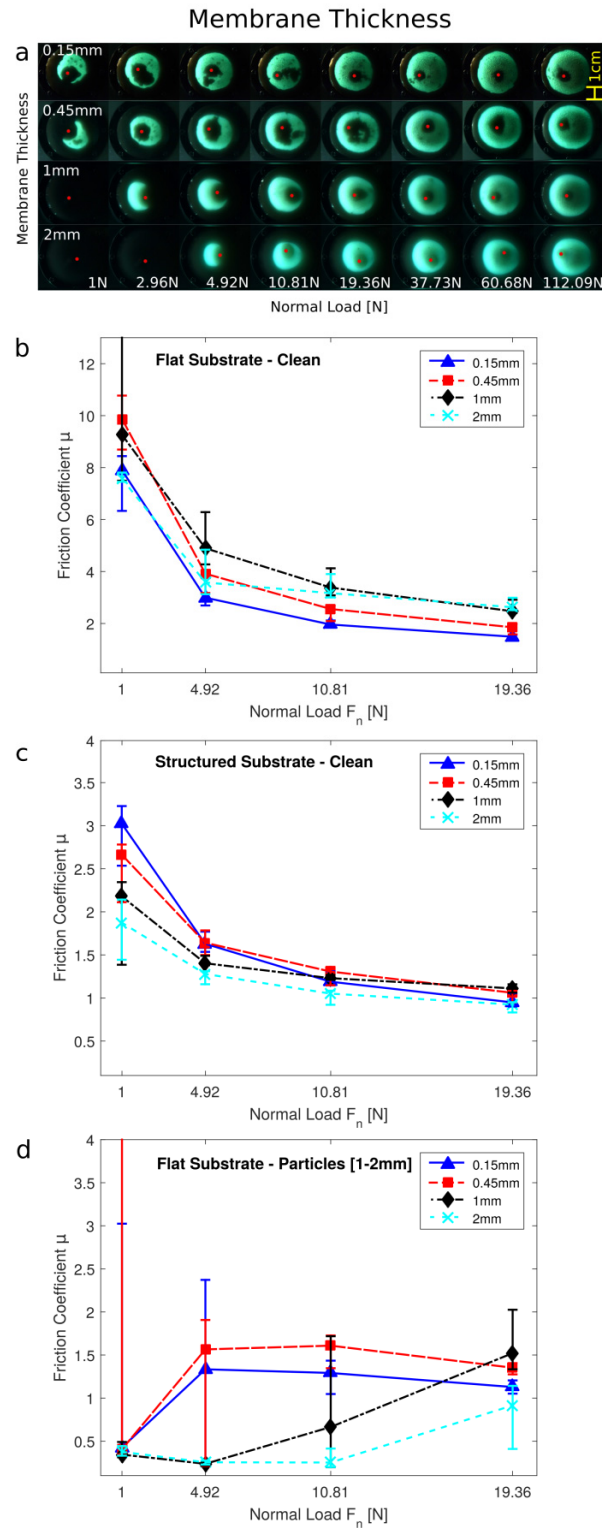 Membrane Thickness
a
0.15mm
1cm
0.45mm
1mm
2mm
Membrane Thickness
1N 2.96N 4.92N 10.81N 19.36N 37.73N 60.68N 112.09N
Normal Load [N]
b
Flat Substrate - Clean
0.15mm
0.45mm
1mm
2mm
12
10
8
6
4
2
Friction Coefficient μ
1 4.92 10.81 19.36
Normal Load Fn [N]
c
Structured Substrate - Clean
0.15mm
0.45mm
1mm
2mm
4
3.5
3
2.5
2
1.5
1
0.5
Friction Coefficient μ
1 4.92 10.81 19.36
Normal Load Fn [N]
d
Flat Substrate - Particles [1-2mm]
0.15mm
0.45mm
1mm
2mm
4
3.5
3
2.5
2
1.5
1
0.5
Friction Coefficient μ
1 4.92 10.81 19.36
Normal Load Fn [N]